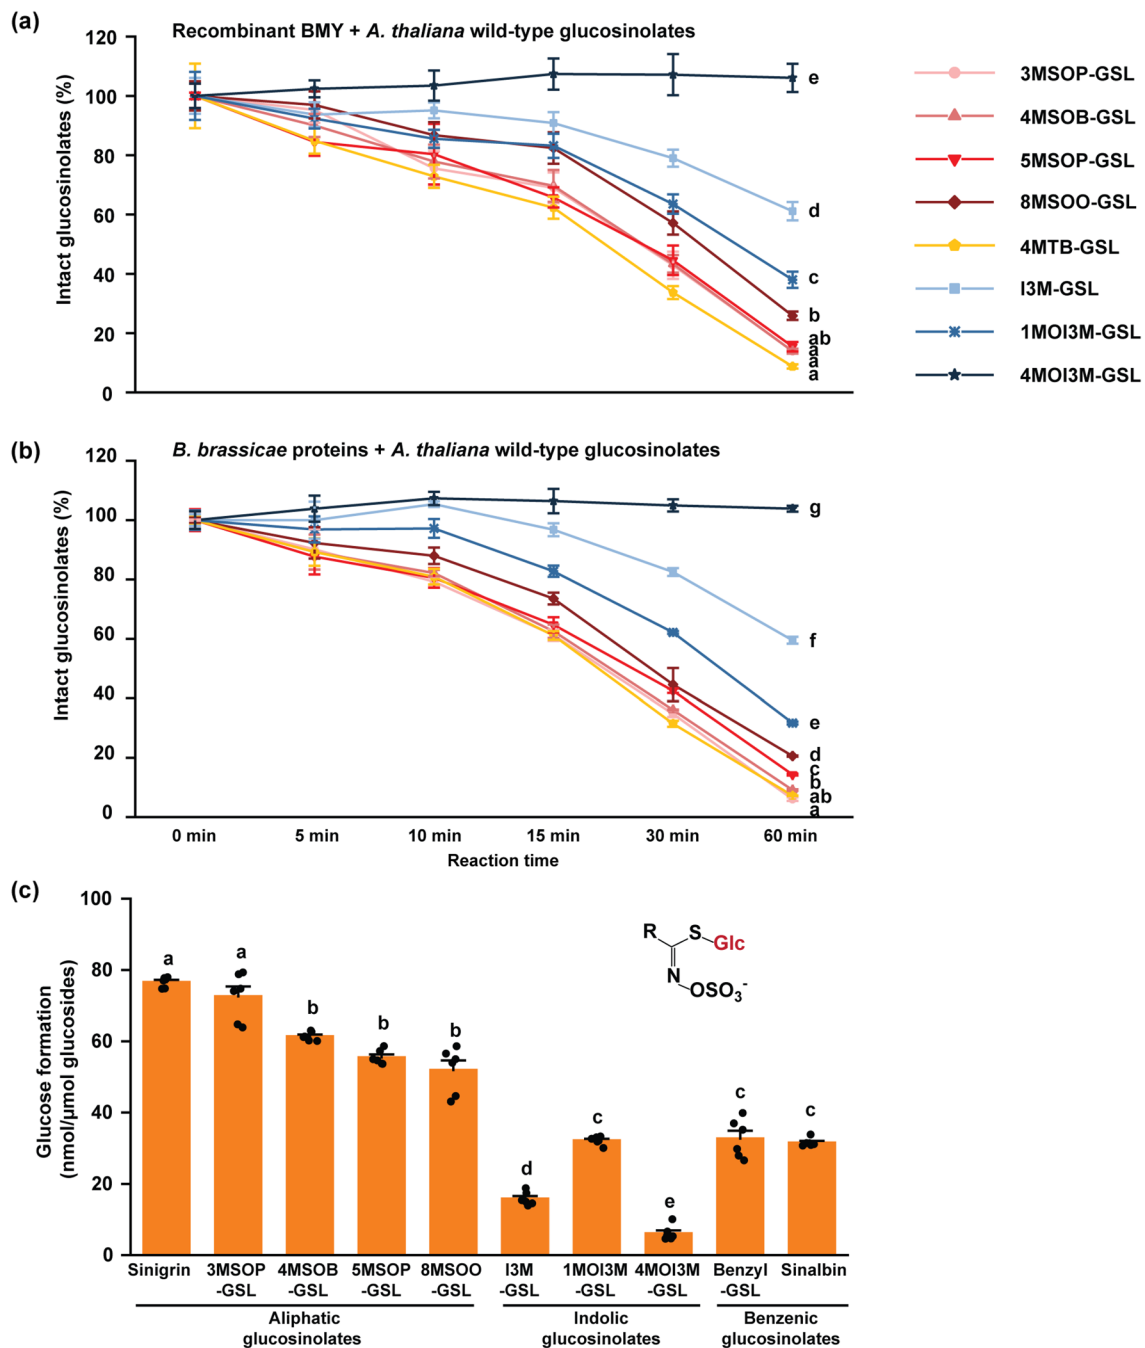 (a)
Recombinant BMY + A. thaliana wild-type glucosinolates
Intact glucosinolates (%)
120
100
80
60
40
20
0
e
d
c
b
ab
a
a
a
3MSOP-GSL
4MSOB-GSL
5MSOP-GSL
8MSOO-GSL
4MTB-GSL
I3M-GSL
1MOI3M-GSL
4MOI3M-GSL
(b)
B. brassicae proteins + A. thaliana wild-type glucosinolates
Intact glucosinolates (%)
120
100
80
60
40
20
0
g
f
e
d
c
b
ab
a
0 min
5 min
10 min
15 min
30 min
60 min
Reaction time
(c)
Glucose formation
(nmol/μmol glucosides)
100
80
60
40
20
0
a
a
b
b
b
d
c
e
c
c
R
S
Glc
N
OSO3-
Sinigrin
3MSOP
-GSL
4MSOB
-GSL
5MSOP
-GSL
8MSOO
-GSL
I3M
-GSL
1MOI3M
-GSL
4MOI3M
-GSL
Benzyl
-GSL
Sinalbin
Aliphatic
glucosinolates
Indolic
glucosinolates
Benzenic
glucosinolates